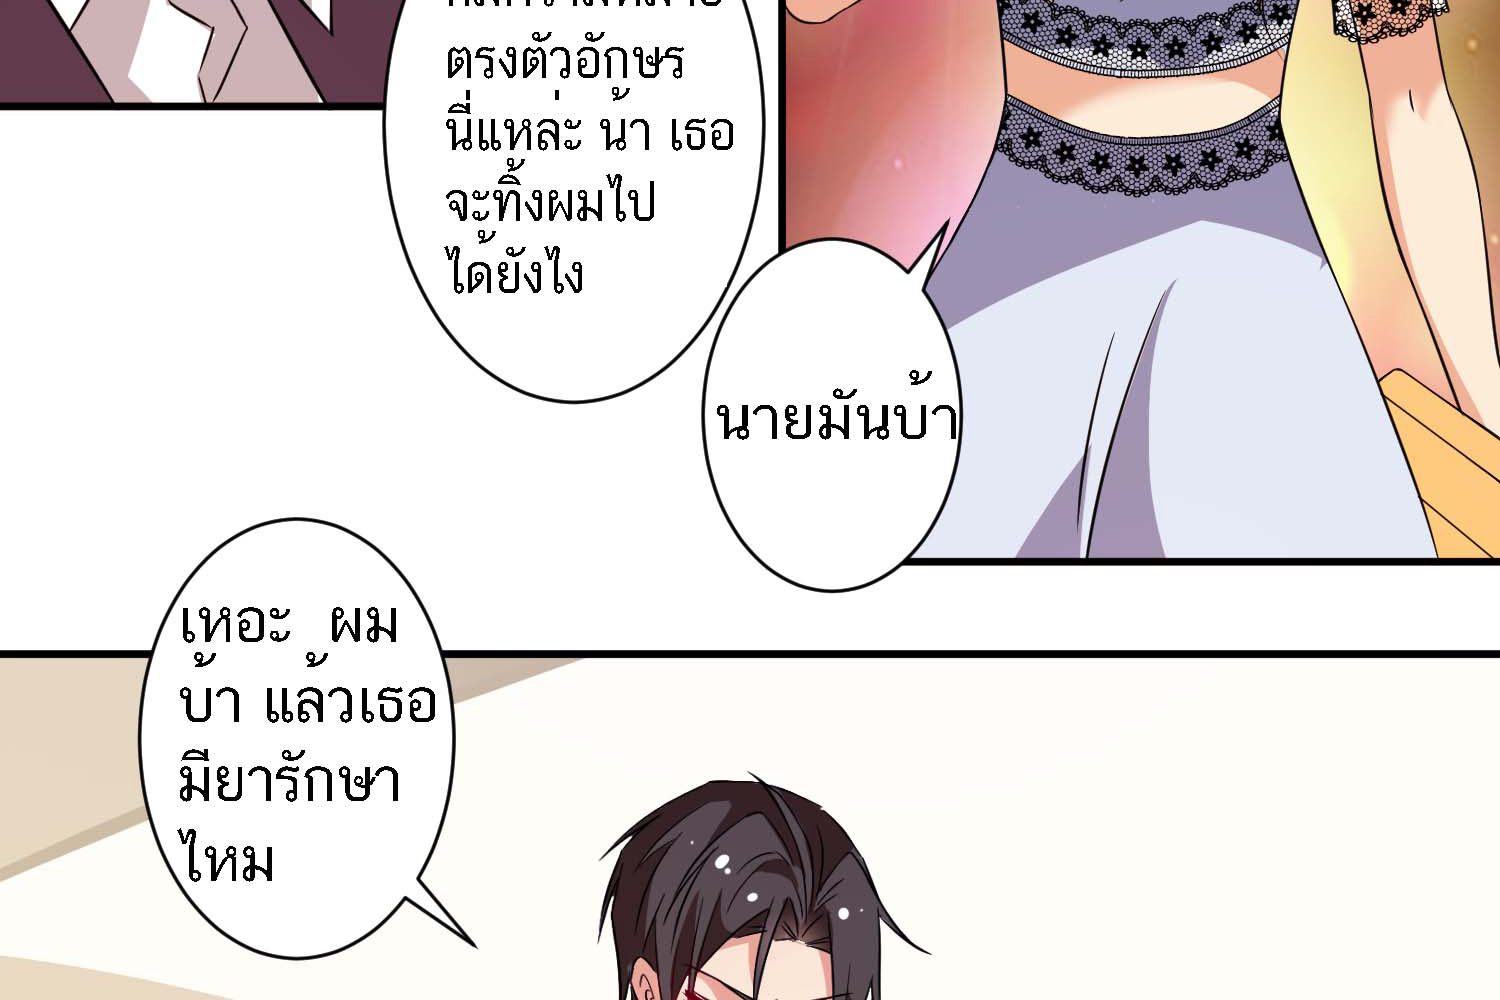 ตรงตัวอักษร
นี่แหล่ะ น้า เธอ
จะทิ้งผมไป
ได้ยังไง
นายมันบ้า
เหอะ ผม
บ้า แล้วเธอ
มียารักษา
ไหม